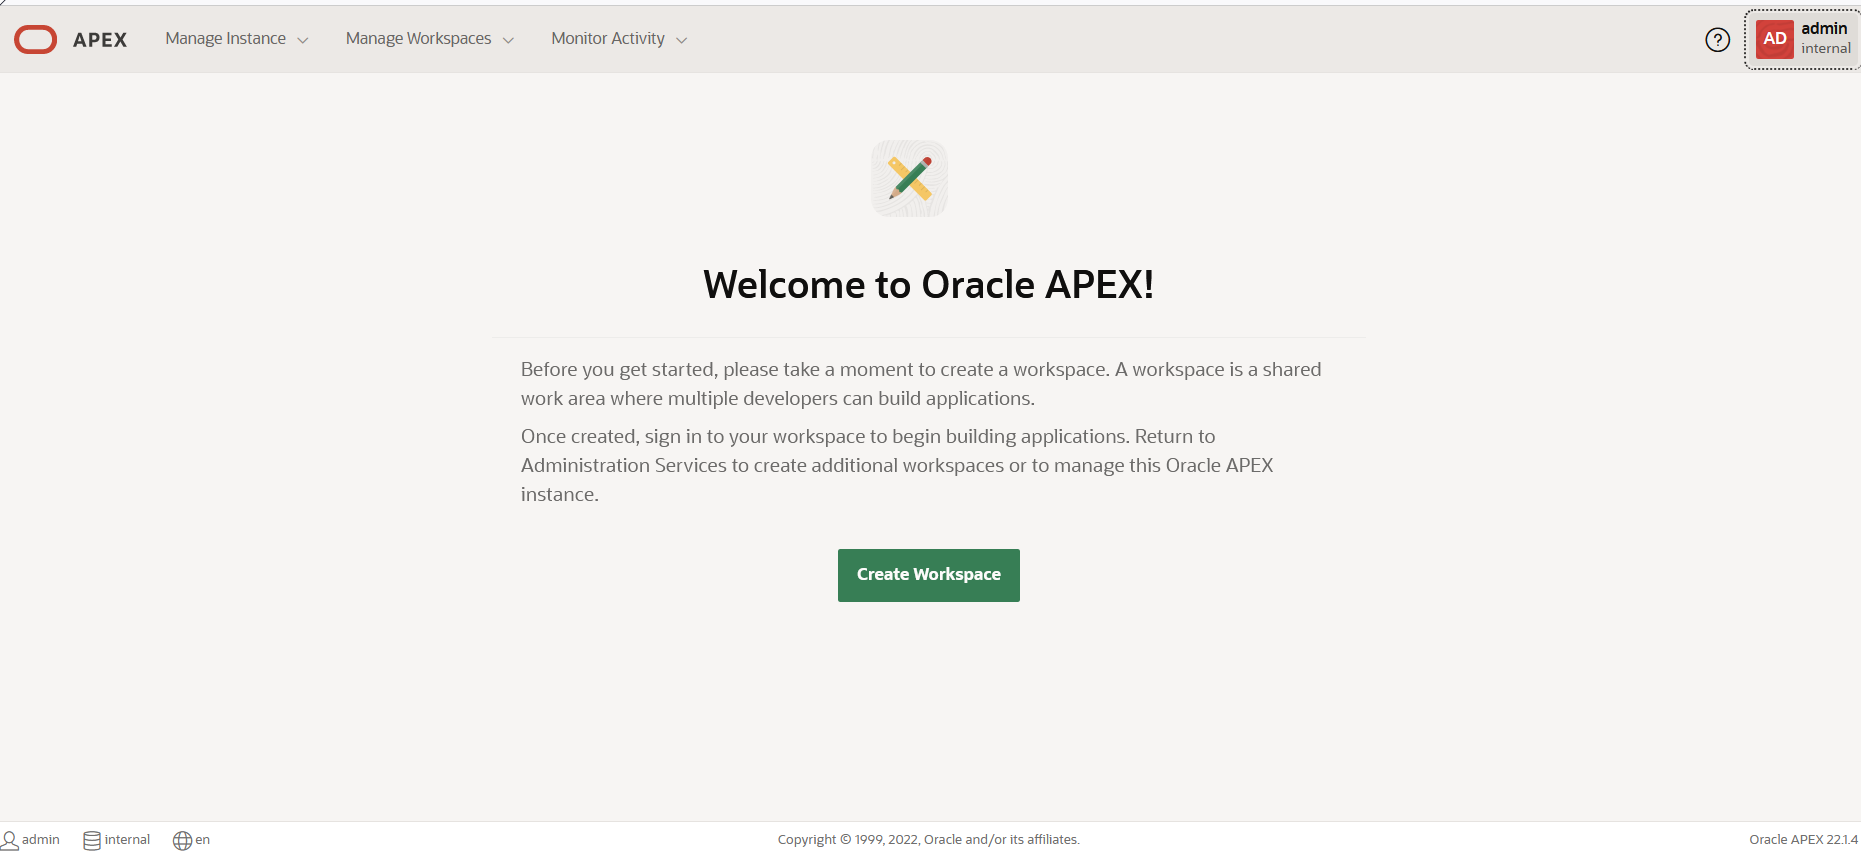 APEX Manage Instance Manage Workspaces Monitor Activity ? AD admin
internal
Welcome to Oracle APEX!
Before you get started, please take a moment to create a workspace. A workspace is a shared
work area where multiple developers can build applications.
Once created, sign in to your workspace to begin building applications. Return to
Administration Services to create additional workspaces or to manage this Oracle APEX
instance.
Create Workspace
admin internal en Copyright © 1999, 2022, Oracle and/or its affiliates. Oracle APEX 22.1.4